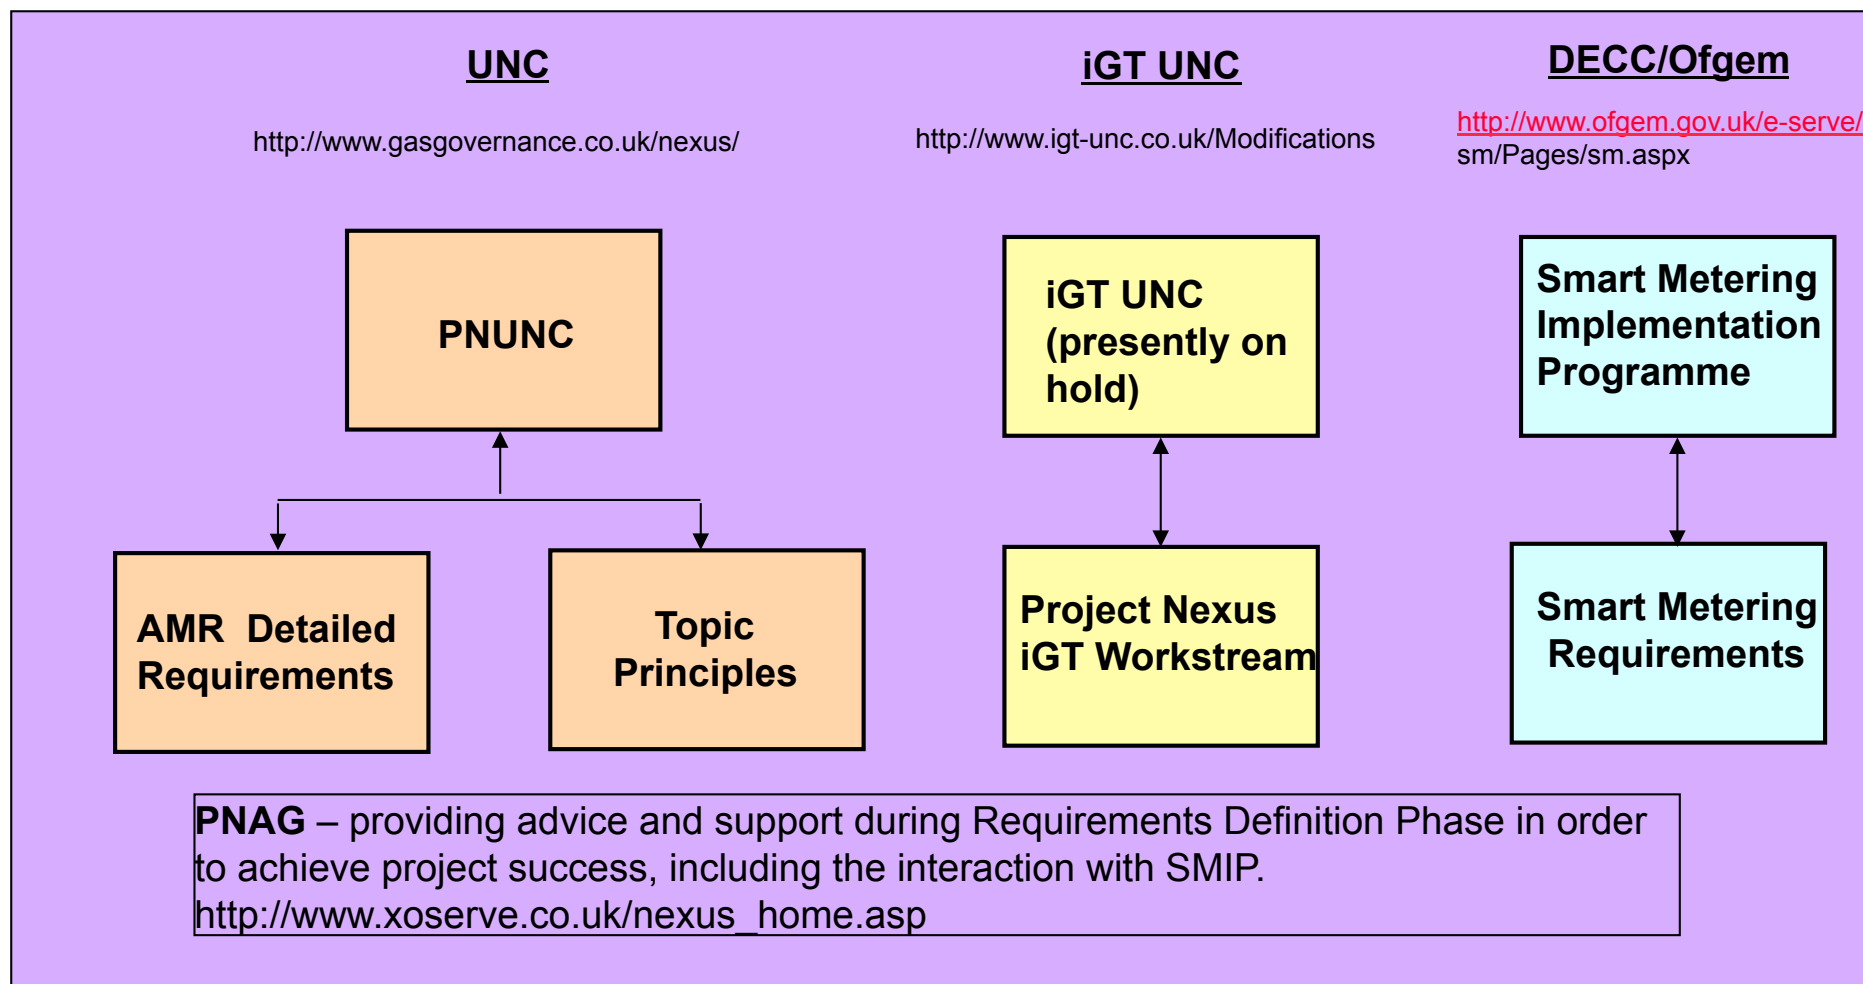 UNC
http://www.gasgovernance.co.uk/nexus/
iGT UNC
http://www.igt-unc.co.uk/Modifications
DECC/Ofgem
http://www.ofgem.gov.uk/e-serve/
sm/Pages/sm.aspx
PNUNC
AMR Detailed
Requirements
Topic
Principles
iGT UNC
(presently on
hold)
Project Nexus
iGT Workstream
Smart Metering
Implementation
Programme
Smart Metering
Requirements
PNAG – providing advice and support during Requirements Definition Phase in order
to achieve project success, including the interaction with SMIP.
http://www.xoserve.co.uk/nexus_home.asp